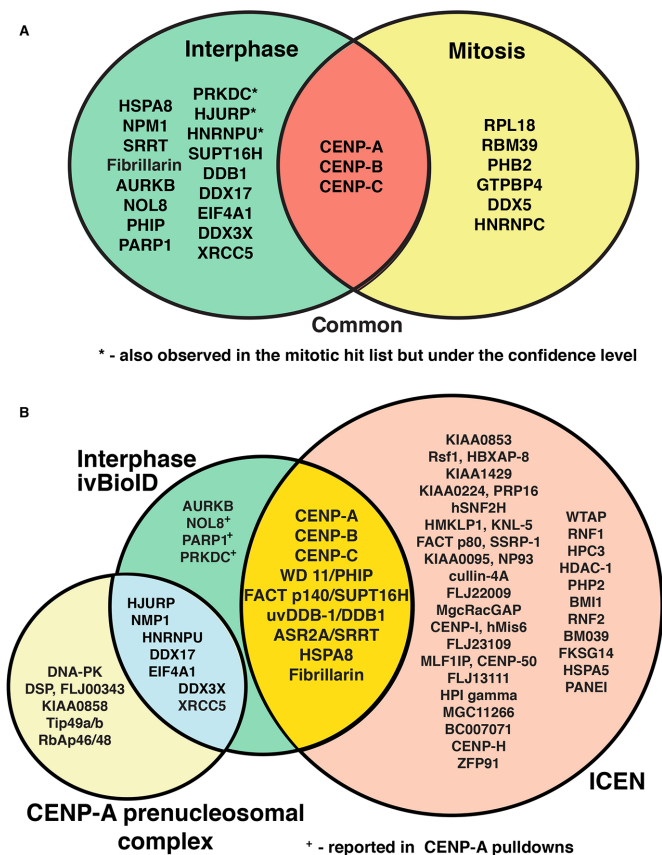 A
Interphase
Mitosis
HSPA8
NPM1
SRRT
Fibrillarin
AURKB
NOL8
PHIP
PARP1
PRKDC*
HJURP*
HNRNPU*
SUPT16H
DDB1
DDX17
EIF4A1
DDX3X
XRCC5
CENP-A
CENP-B
CENP-C
RPL18
RBM39
PHB2
GTPBP4
DDX5
HNRNPC
Common
* - also observed in the mitotic hit list but under the confidence level
B
Interphase
ivBioID
AURKB
NOL8+
PARP1+
PRKDC+
HJURP
NMP1
HNRNPU
DDX17
EIF4A1
DDX3X
XRCC5
DNA-PK
DSP, FLJ00343
KIAA0858
Tip49a/b
RbAp46/48
CENP-A
CENP-B
CENP-C
WD 11/PHIP
FACT p140/SUPT16H
uvDDB-1/DDB1
ASR2A/SRRT
HSPA8
Fibrillarin
KIAA0853
Rsf1, HBXAP-8
KIAA1429
KIAA0224, PRP16
hSNF2H
HMKLP1, KNL-5
FACT p80, SSRP-1
KIAA0095, NP93
cullin-4A
FLJ22009
MgcRacGAP
CENP-I, hMis6
FLJ23109
MLF1IP, CENP-50
FLJ13111
HPI gamma
MGC11266
BC007071
CENP-H
ZFP91
WTAP
RNF1
HPC3
HDAC-1
PHP2
BMI1
RNF2
BM039
FKSG14
HSPA5
PANEI
ICEN
CENP-A prenucleosomal
complex
+ - reported in CENP-A pulldowns